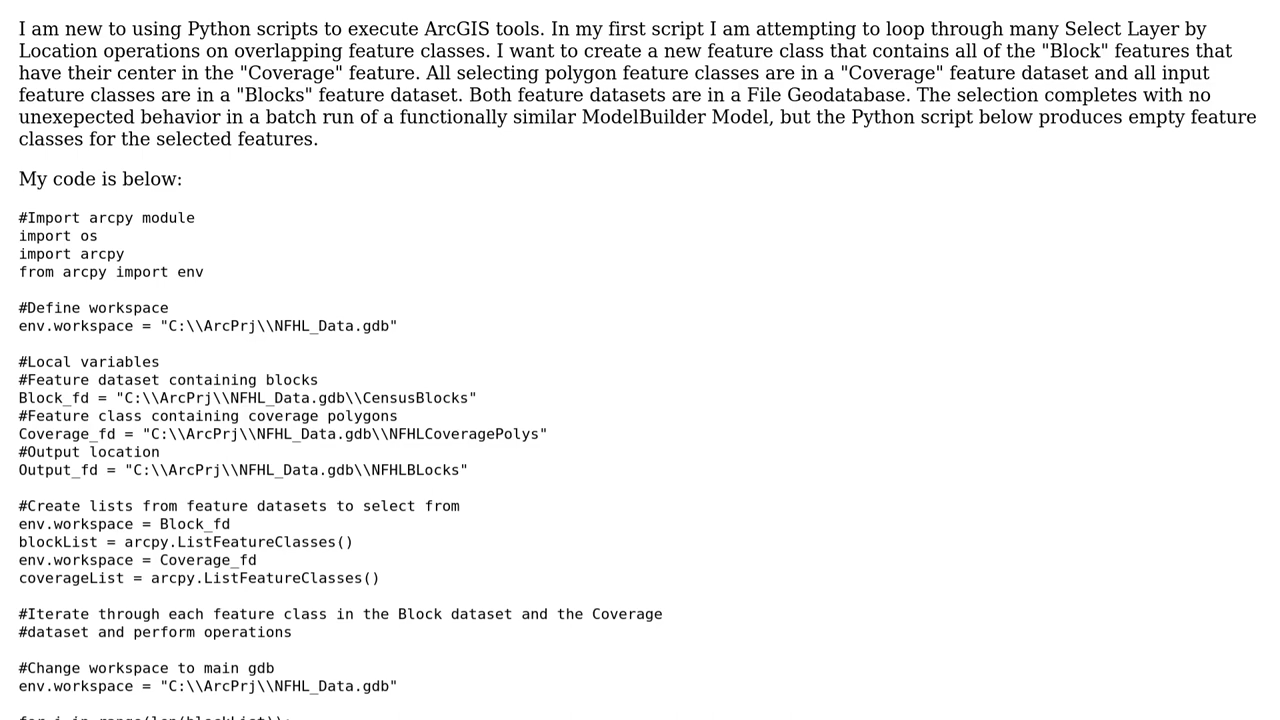 I am new to using Python scripts to execute ArcGIS tools. In my first script I am attempting to loop through many Select Layer by
Location operations on overlapping feature classes. I want to create a new feature class that contains all of the "Block" features that
have their center in the "Coverage" feature. All selecting polygon feature classes are in a "Coverage" feature dataset and all input
feature classes are in a "Blocks" feature dataset. Both feature datasets are in a File Geodatabase. The selection completes with no
unexepected behavior in a batch run of a functionally similar ModelBuilder Model, but the Python script below produces empty feature
classes for the selected features.
My code is below:
#Import arcpy module
import os
import arcpy
from arcpy import env
#Define workspace
env.workspace = "C:\\ArcPrj\\NFHL_Data.gdb"
#Local variables
#Feature dataset containing blocks
Block_fd = "C:\\ArcPrj\\NFHL_Data.gdb\\CensusBlocks"
#Feature class containing coverage polygons
Coverage_fd = "C:\\ArcPrj\\NFHL_Data.gdb\\NFHLCoveragePolys"
#Output location
Output_fd = "C:\\ArcPrj\\NFHL_Data.gdb\\NFHLBLocks"
#Create lists from feature datasets to select from
env.workspace = Block_fd
blockList = arcpy.ListFeatureClasses()
env.workspace = Coverage_fd
coverageList = arcpy.ListFeatureClasses()
#Iterate through each feature class in the Block dataset and the Coverage
#dataset and perform operations
#Change workspace to main gdb
env.workspace = "C:\\ArcPrj\\NFHL_Data.gdb"
for i in range(len(blockList)):